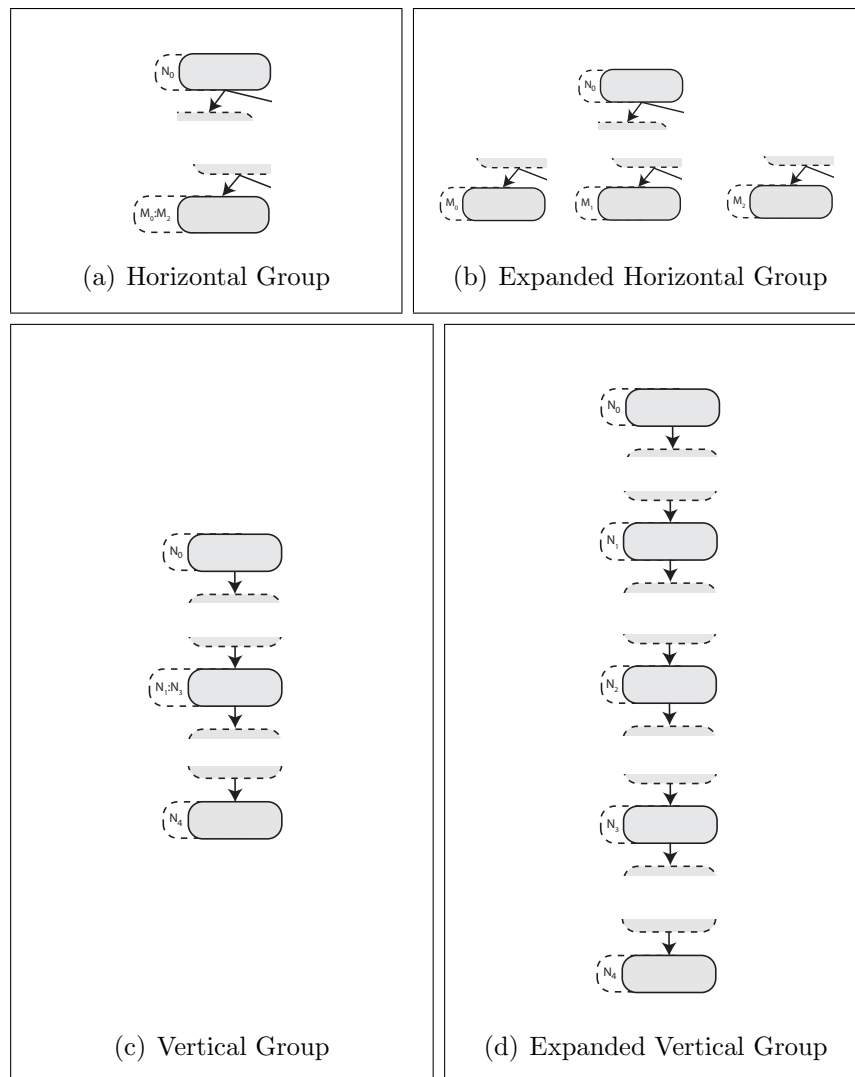 N₀
M₀:M₂
(a) Horizontal Group
N₀
M₀ M₁ M₂
(b) Expanded Horizontal Group
N₀
N₁:N₃
N₄
(c) Vertical Group
N₀
N₁
N₂
N₃
N₄
(d) Expanded Vertical Group